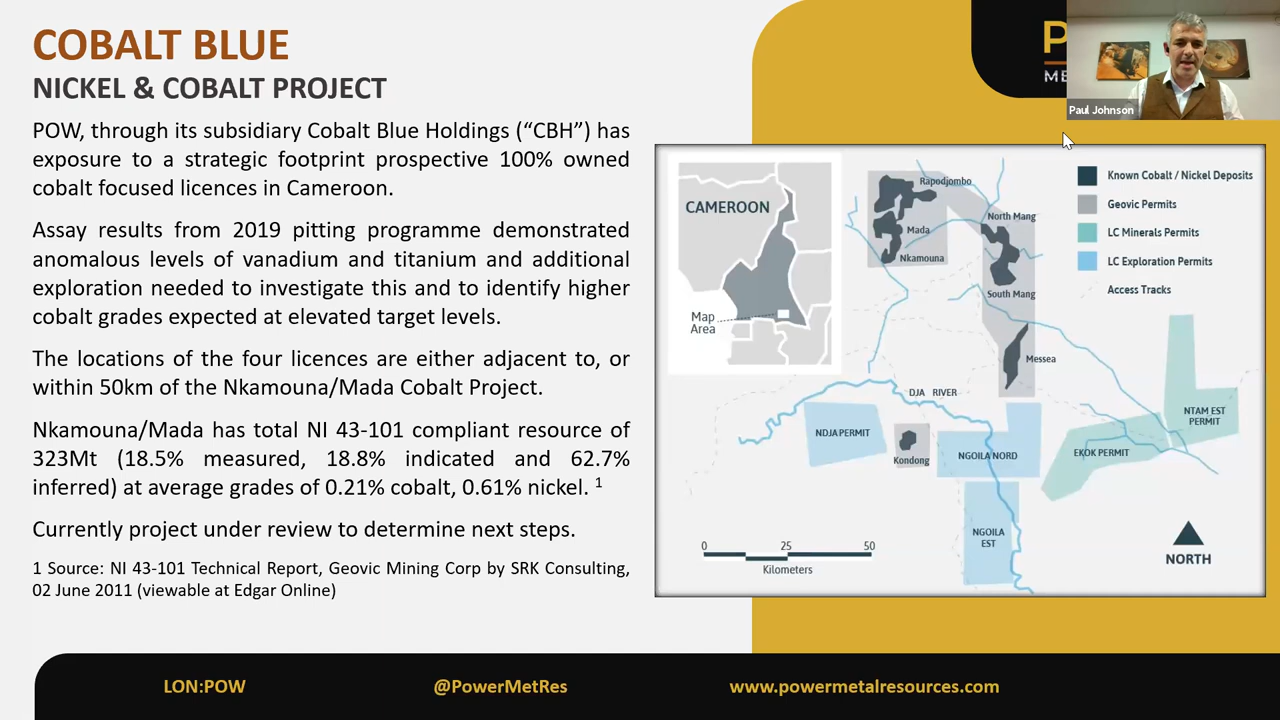 COBALT BLUE
NICKEL & COBALT PROJECT
POW, through its subsidiary Cobalt Blue Holdings (“CBH”) has
exposure to a strategic footprint prospective 100% owned
cobalt focused licences in Cameroon.
Assay results from 2019 pitting programme demonstrated
anomalous levels of vanadium and titanium and additional
exploration needed to investigate this and to identify higher
cobalt grades expected at elevated target levels.
The locations of the four licences are either adjacent to, or
within 50km of the Nkamouna/Mada Cobalt Project.
Nkamouna/Mada has total NI 43-101 compliant resource of
323Mt (18.5% measured, 18.8% indicated and 62.7%
inferred) at average grades of 0.21% cobalt, 0.61% nickel. 1
Currently project under review to determine next steps.
1 Source: NI 43-101 Technical Report, Geovic Mining Corp by SRK Consulting,
02 June 2011 (viewable at Edgar Online)
Paul Johnson
CAMEROON
Map
Area
Rapodjombo
Mada
Nkamouna
North Mang
South Mang
Messea
Known Cobalt / Nickel Deposits
Geovic Permits
LC Minerals Permits
LC Exploration Permits
Access Tracks
DJA RIVER
NDJA PERMIT
Kondong
NGOILA NORD
NGOILA
EST
EKOK PERMIT
NTAM EST
PERMIT
0 25 50
Kilometers
NORTH
LON:POW
@PowerMetRes
www.powermetalresources.com